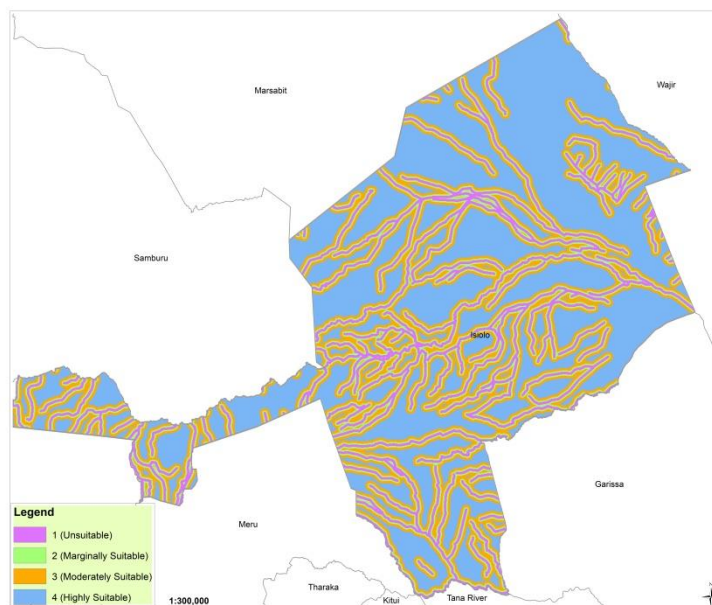 Marsabit
Wajir
Samburu
Isiolo
Garissa
Meru
Tharaka
Kitui
Tana River
Legend
1 (Unsuitable)
2 (Marginally Suitable)
3 (Moderately Suitable)
4 (Highly Suitable)
1:300,000